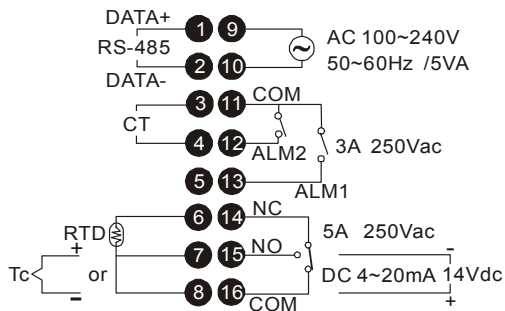 DATA+
1 9
RS-485
AC 100~240V
2 10
50~60Hz /5VA
DATA-
3 11 COM
CT
4 12
ALM2
3A 250Vac
5 13
ALM1
6 14 NC
RTD
5A 250Vac
+
7 15 NO
-
Tc or
DC 4~20mA 14Vdc
-
8 16
COM
+